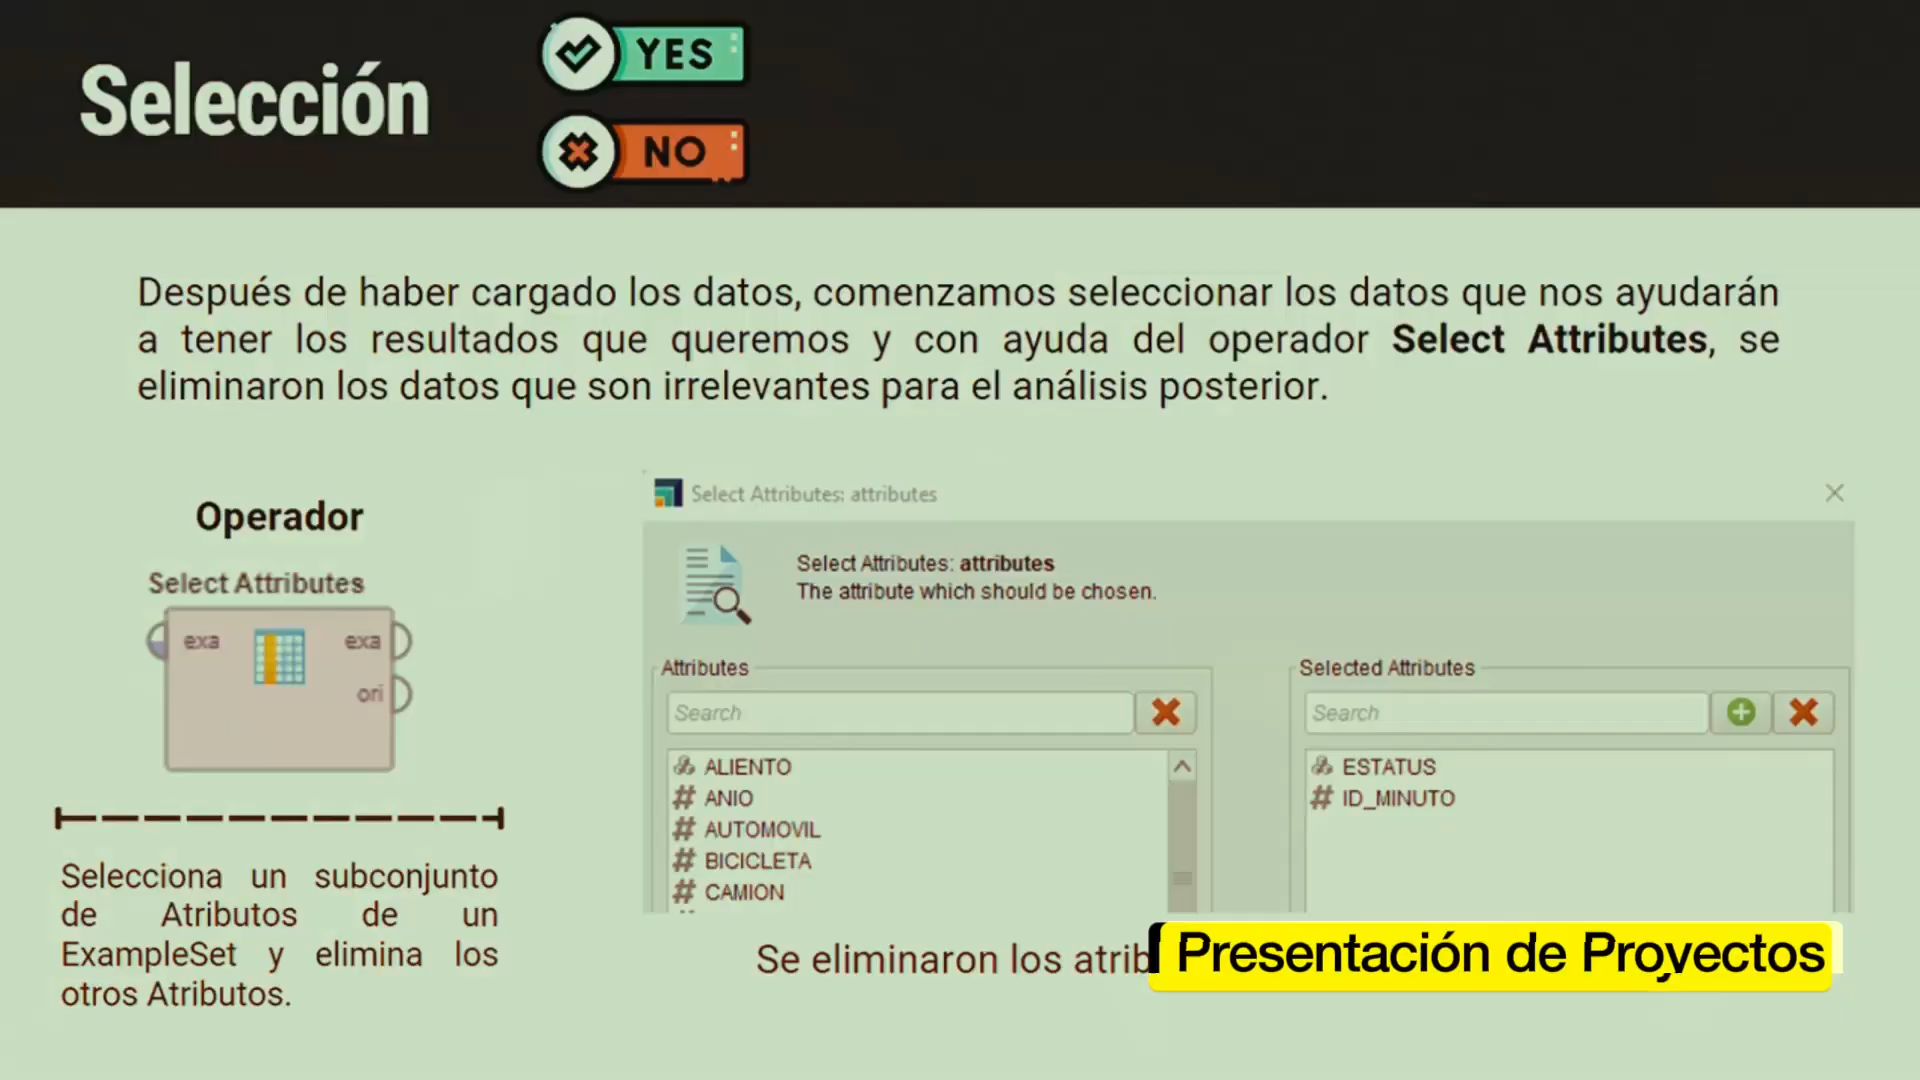 Selección
YES
NO
Después de haber cargado los datos, comenzamos seleccionar los datos que nos ayudarán
a tener los resultados que queremos y con ayuda del operador Select Attributes, se
eliminaron los datos que son irrelevantes para el análisis posterior.
Operador
Select Attributes
exa exa
ori
Selecciona un subconjunto
de Atributos de un
ExampleSet y elimina los
otros Atributos.
Select Attributes: attributes
Select Attributes: attributes
The attribute which should be chosen.
Attributes
Search
ALIENTO
# ANIO
# AUTOMOVIL
# BICICLETA
# CAMION
Selected Attributes
Search
ESTATUS
# ID_MINUTO
Se eliminaron los
Presentación de Proyectos